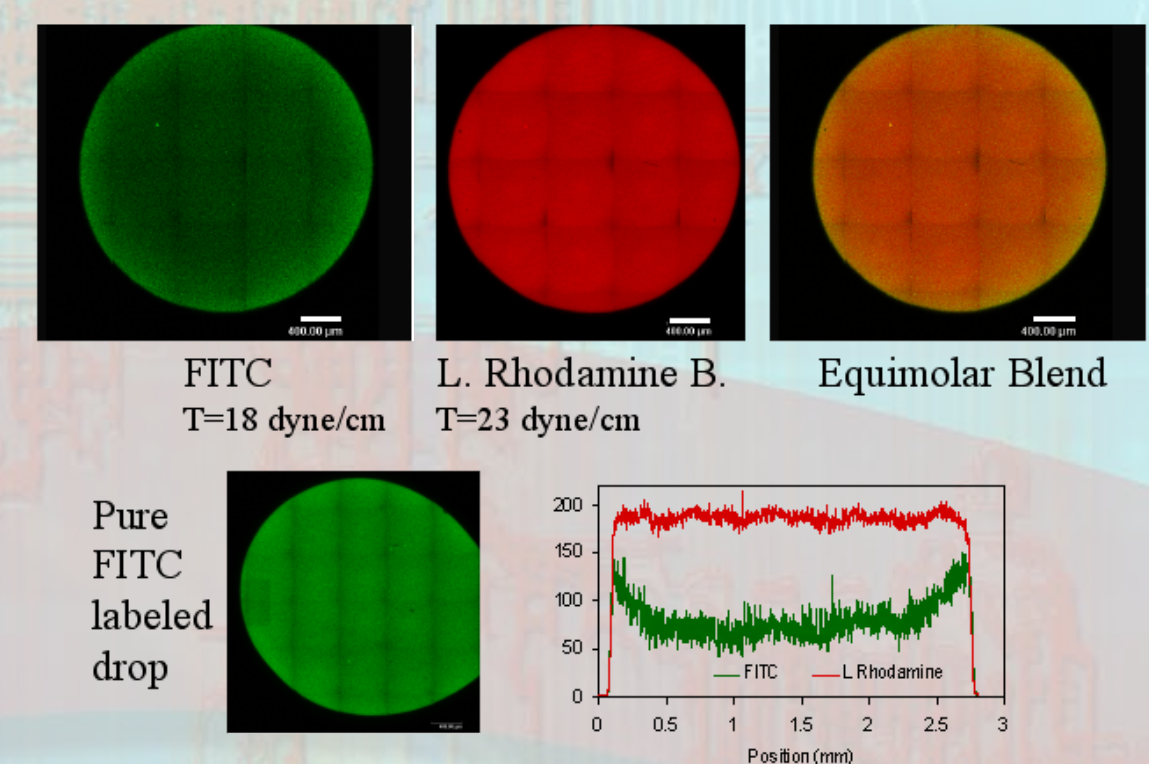 400.00 µm
400.00 µm
400.00 µm
FITC
T=18 dyne/cm
L. Rhodamine B.
T=23 dyne/cm
Equimolar Blend
Pure
FITC
labeled
drop
200
150
100
50
0
FITC
L Rhodamine
0 0.5 1 1.5 2 2.5 3
Position (mm)